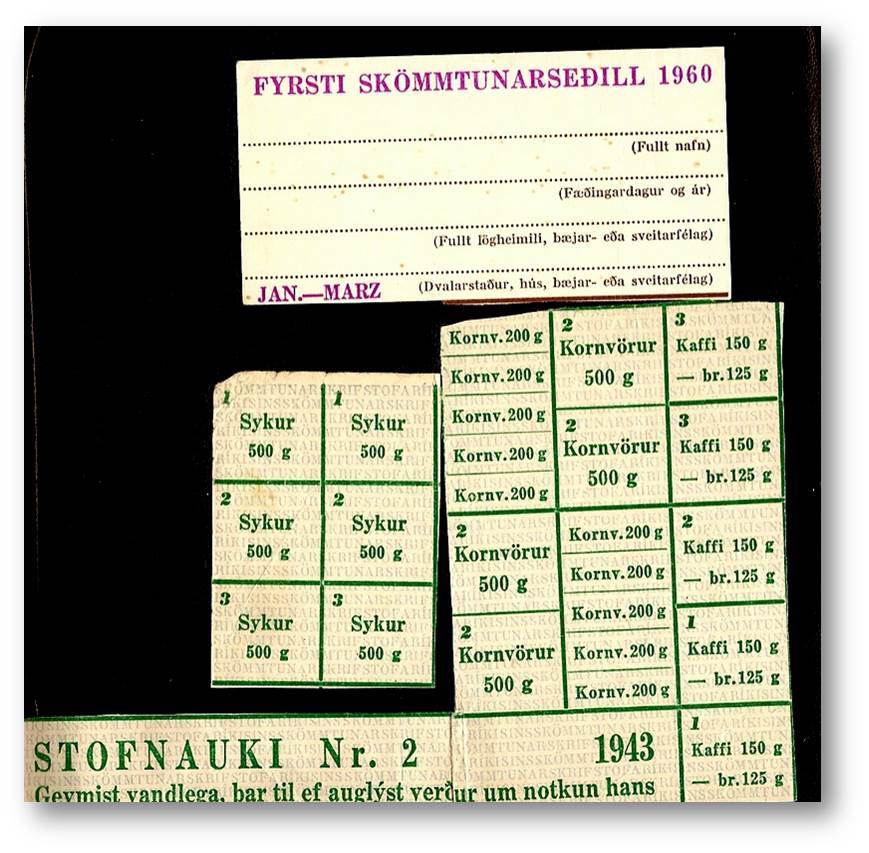 FYRSTI SKÖMMTUNARSEÐILL 1960
(Fullt nafn)
(Fæðingardagur og ár)
(Fullt lögheimili, bæjar- eða sveitarfélag)
(Dvalarstaður, hús, bæjar- eða sveitarfélag)
JAN.—MARZ
1
Sykur
500 g
1
Sykur
500 g
2
Sykur
500 g
2
Sykur
500 g
3
Sykur
500 g
3
Sykur
500 g
Kornv. 200 g
Kornv. 200 g
Kornv. 200 g
Kornv. 200 g
Kornv. 200 g
2
Kornvörur
500 g
2
Kornvörur
500 g
2
Kornvörur
500 g
2
Kornvörur
500 g
Kornv. 200 g
Kornv. 200 g
Kornv. 200 g
Kornv. 200 g
Kornv. 200 g
3
Kaffi 150 g
— br. 125 g
3
Kaffi 150 g
— br. 125 g
2
Kaffi 150 g
— br. 125 g
1
Kaffi 150 g
— br. 125 g
1
Kaffi 150 g
— br. 125 g
STOFNAUKI Nr. 2 1943
Geymist vandlega, þar til ef auglýst verður um notkun hans